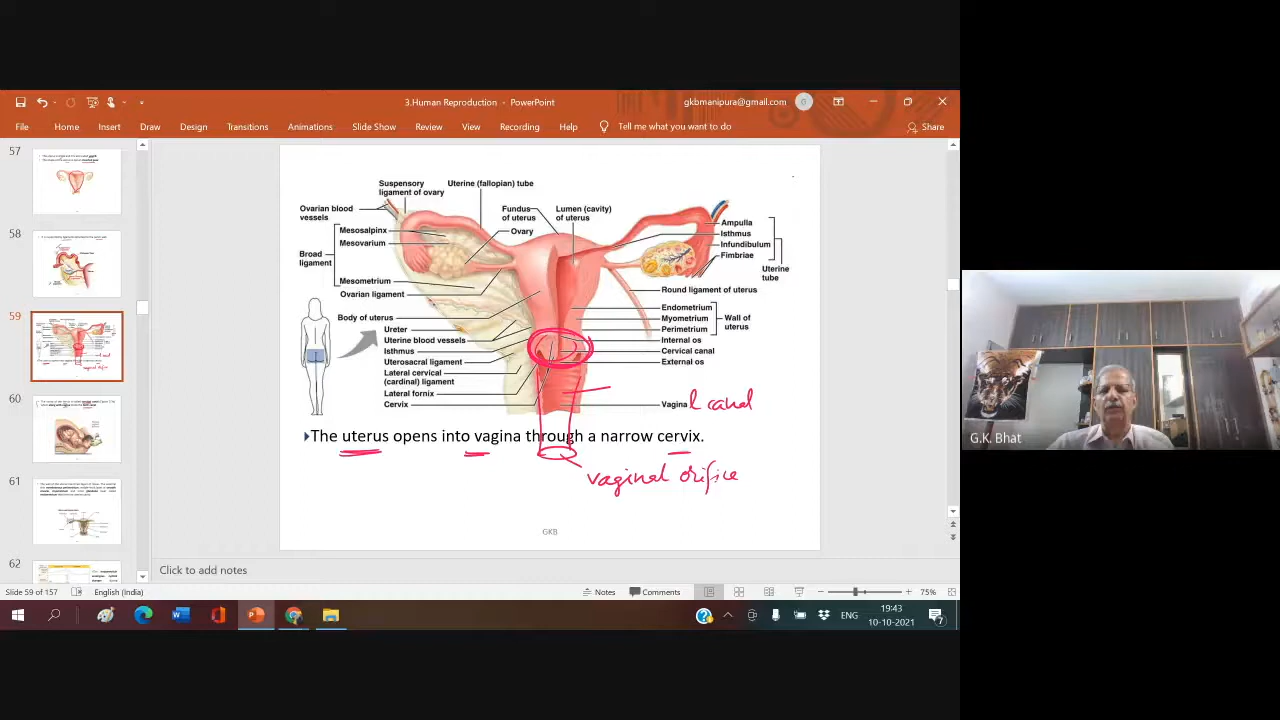 3.Human Reproduction - PowerPoint
gkbmanipura@gmail.com
File Home Insert Draw Design Transitions Animations Slide Show Review View Recording Help Tell me what you want to do Share
57
58
59
60
61
62
Suspensory
ligament of ovary
Uterine (fallopian) tube
Ovarian blood
vessels
Fundus
of uterus
Lumen (cavity)
of uterus
Mesosalpinx
Mesovarium
Broad
ligament
Mesometrium
Ovarian ligament
Ovary
Ampulla
Isthmus
Infundibulum
Fimbriae
Uterine
tube
Round ligament of uterus
Body of uterus
Ureter
Uterine blood vessels
Isthmus
Uterosacral ligament
Lateral cervical
(cardinal) ligament
Lateral fornix
Cervix
Endometrium
Myometrium
Perimetrium
Wall of
uterus
Internal os
Cervical canal
External os
Vaginal canal
The uterus opens into vagina through a narrow cervix.
vaginal orifice
GKB
Click to add notes
Slide 59 of 157 English (India) Notes Comments 75%
ENG
19:43
10-10-2021
7
G.K. Bhat